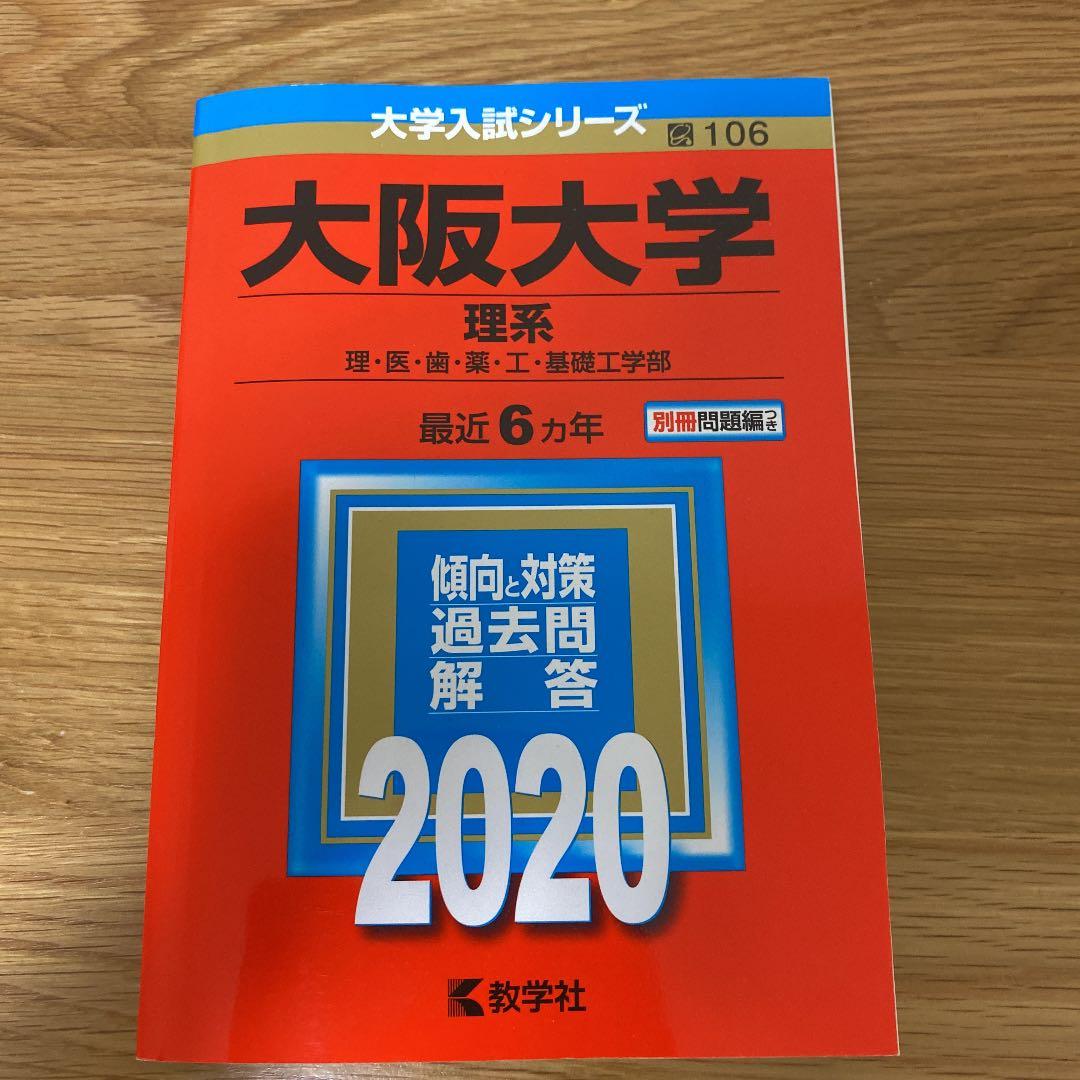 大学入試シリーズ
106
大阪大学
理系
理・医・歯・薬・工・基礎工学部
最近6カ年
別冊問題編つき
傾向と対策
過去問
解答
2020
教学社